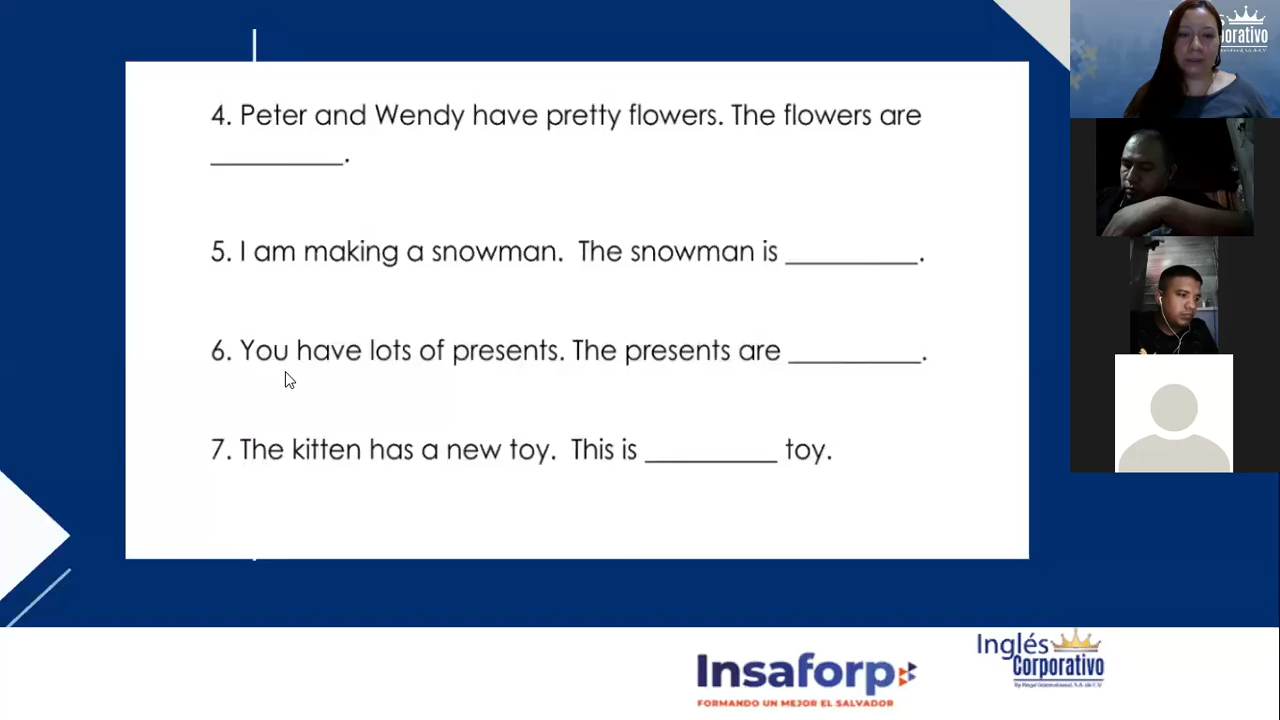 4. Peter and Wendy have pretty flowers. The flowers are
__________.
5. I am making a snowman.  The snowman is __________.
6. You have lots of presents. The presents are __________.
7. The kitten has a new toy.  This is __________ toy.
Insaforp
FORMANDO UN MEJOR EL SALVADOR
Inglés
Corporativo